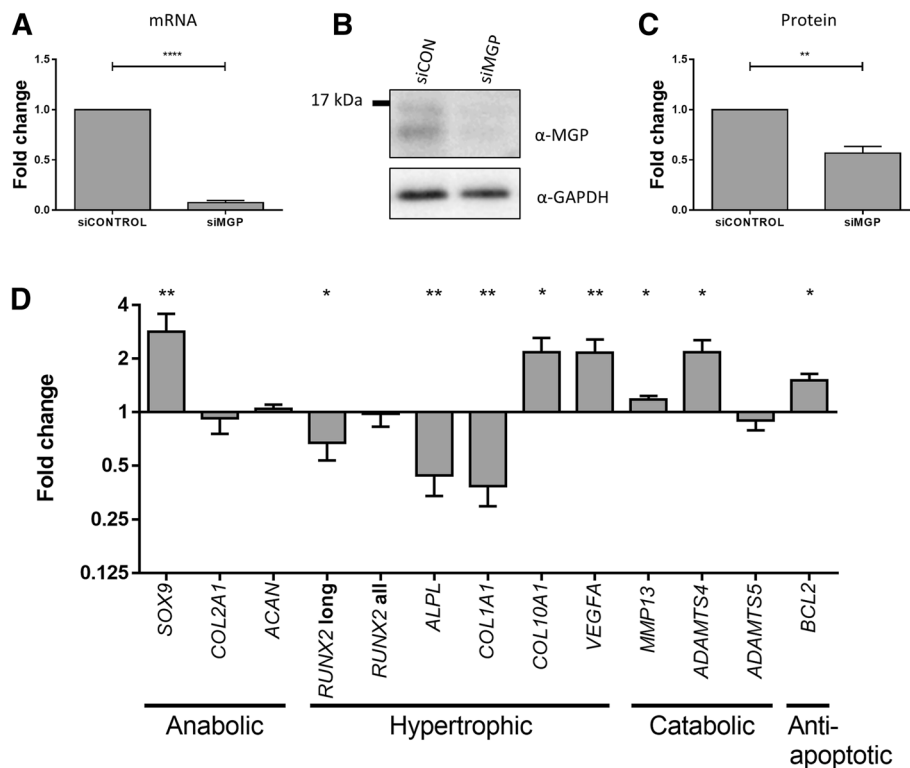 A
mRNA
****
1.5
1.0
0.5
0.0
Fold change
siCONTROL siMGP
B
siCON siMGP
17 kDa
α-MGP
α-GAPDH
C
Protein
**
1.5
1.0
0.5
0.0
Fold change
siCONTROL siMGP
D
** * ** ** * ** * * *
4
2
1
0.5
0.25
0.125
Fold change
SOX9
COL2A1
ACAN
RUNX2 long
RUNX2 all
ALPL
COL1A1
COL10A1
VEGFA
MMP13
ADAMTS4
ADAMTS5
BCL2
Anabolic
Hypertrophic
Catabolic
Anti-
apoptotic